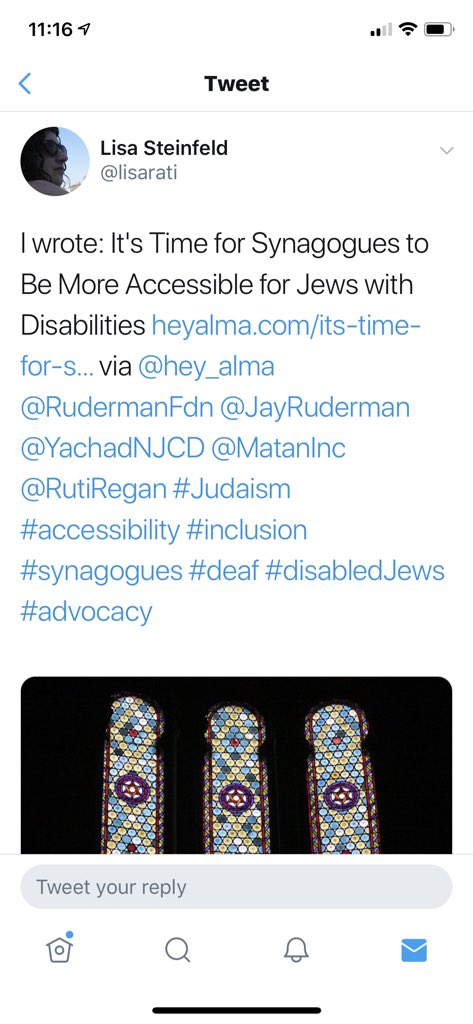 11:16
Tweet
Lisa Steinfeld
@lisarati
I wrote: It's Time for Synagogues to
Be More Accessible for Jews with
Disabilities heyalma.com/its-time-
for-s... via @hey_alma
@RudermanFdn @JayRuderman
@YachadNJCD @MatanInc
@RutiRegan #Judaism
#accessibility #inclusion
#synagogues #deaf #disabledJews
#advocacy
Tweet your reply